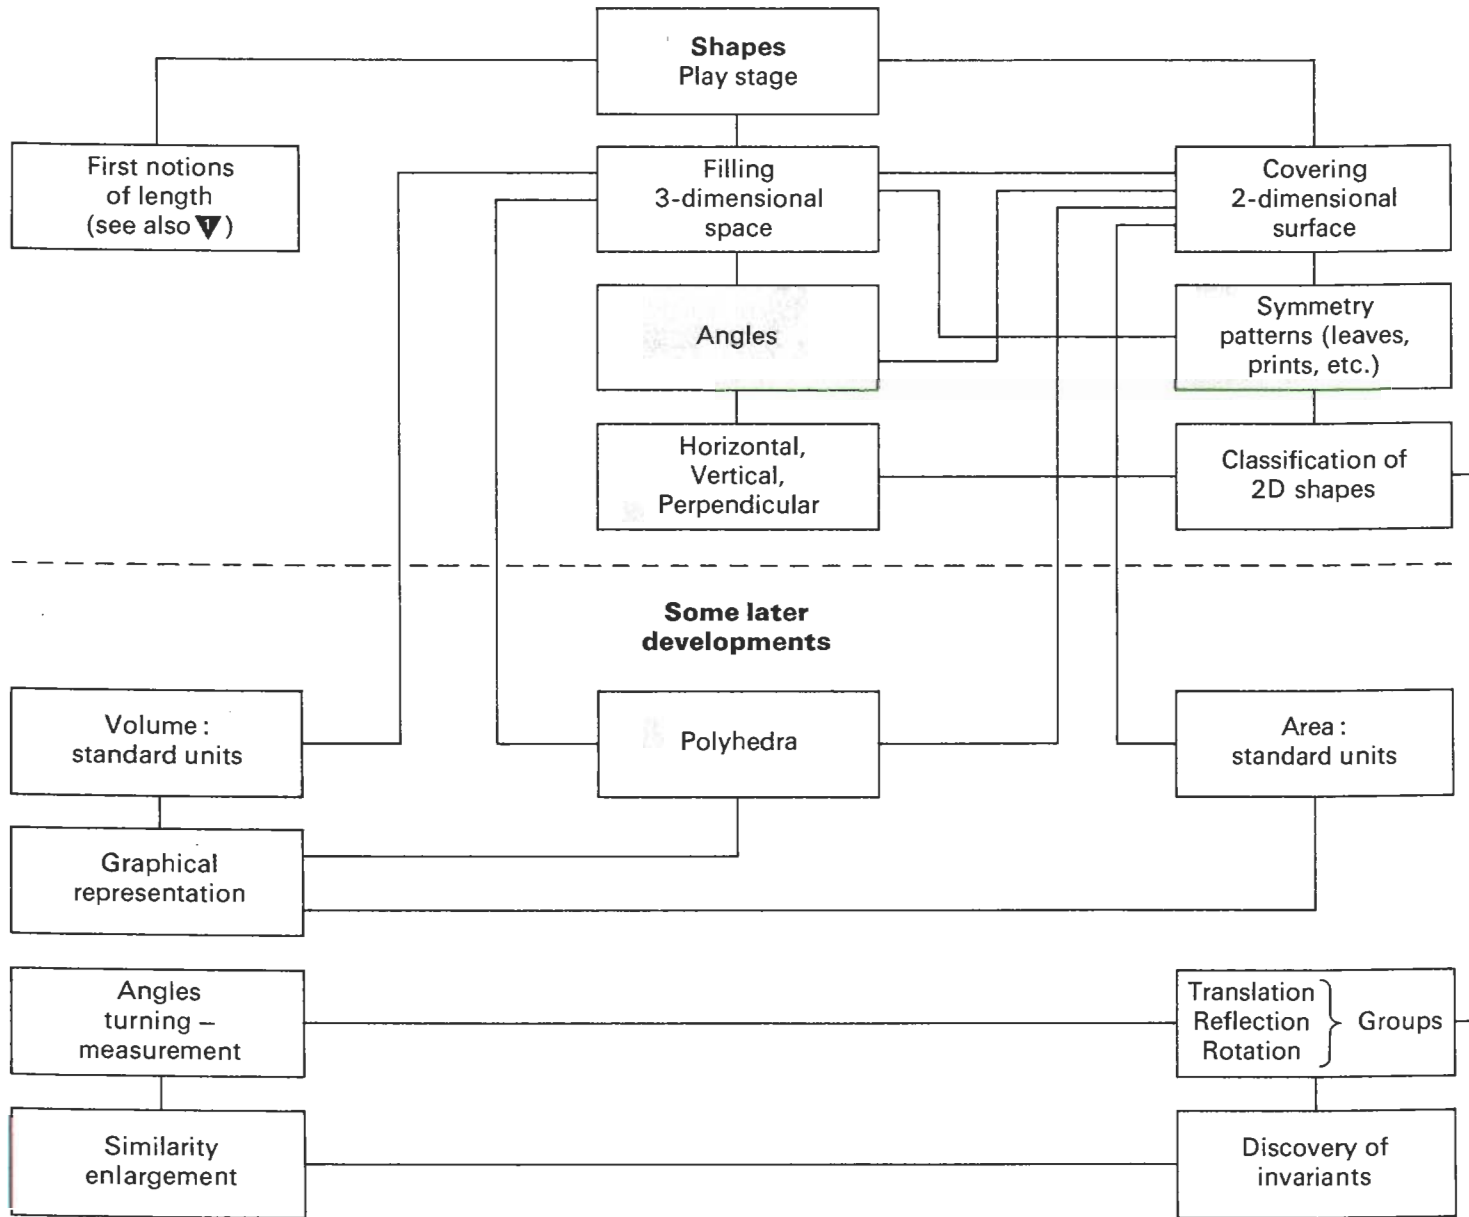 Shapes
Play stage
First notions
of length
(see also ▼1)
Filling
3-dimensional
space
Covering
2-dimensional
surface
Angles
Symmetry
patterns (leaves,
prints, etc.)
Horizontal,
Vertical,
Perpendicular
Classification of
2D shapes
Some later
developments
Volume:
standard units
Polyhedra
Area:
standard units
Graphical
representation
Angles
turning –
measurement
Translation
Reflection
Rotation
Groups
Similarity
enlargement
Discovery of
invariants